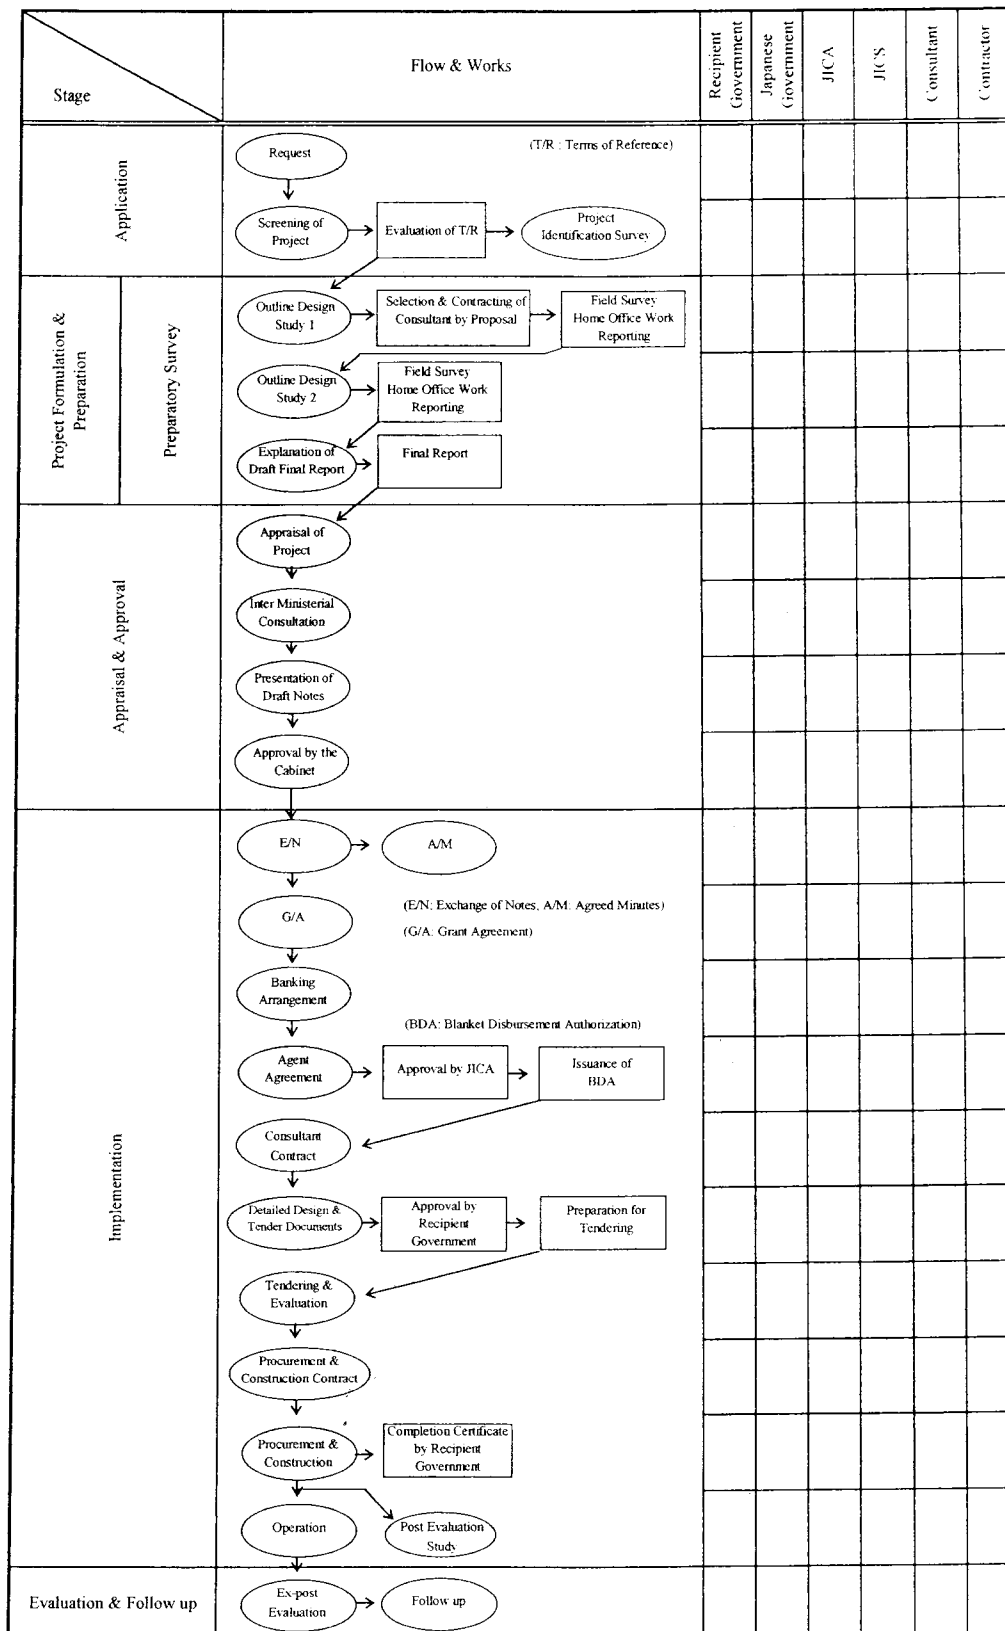 Stage
Flow & Works
Recipient
Government
Japanese
Government
JICA
JICS
Consultant
Contractor
Application
Request
(T/R : Terms of Reference)
Screening of
Project
Evaluation of T/R
Project
Identification Survey
Project Formulation &
Preparation
Preparatory Survey
Outline Design
Study 1
Selection & Contracting of
Consultant by Proposal
Field Survey
Home Office Work
Reporting
Outline Design
Study 2
Field Survey
Home Office Work
Reporting
Explanation of
Draft Final Report
Final Report
Appraisal & Approval
Appraisal of
Project
Inter Ministerial
Consultation
Presentation of
Draft Notes
Approval by the
Cabinet
Implementation
E/N
A/M
G/A
(E/N: Exchange of Notes, A/M: Agreed Minutes)
(G/A: Grant Agreement)
Banking
Arrangement
(BDA: Blanket Disbursement Authorization)
Agent
Agreement
Approval by JICA
Issuance of
BDA
Consultant
Contract
Detailed Design &
Tender Documents
Approval by
Recipient
Government
Preparation for
Tendering
Tendering &
Evaluation
Procurement &
Construction Contract
Procurement &
Construction
Completion Certificate
by Recipient
Government
Operation
Post Evaluation
Study
Evaluation & Follow up
Ex-post
Evaluation
Follow up